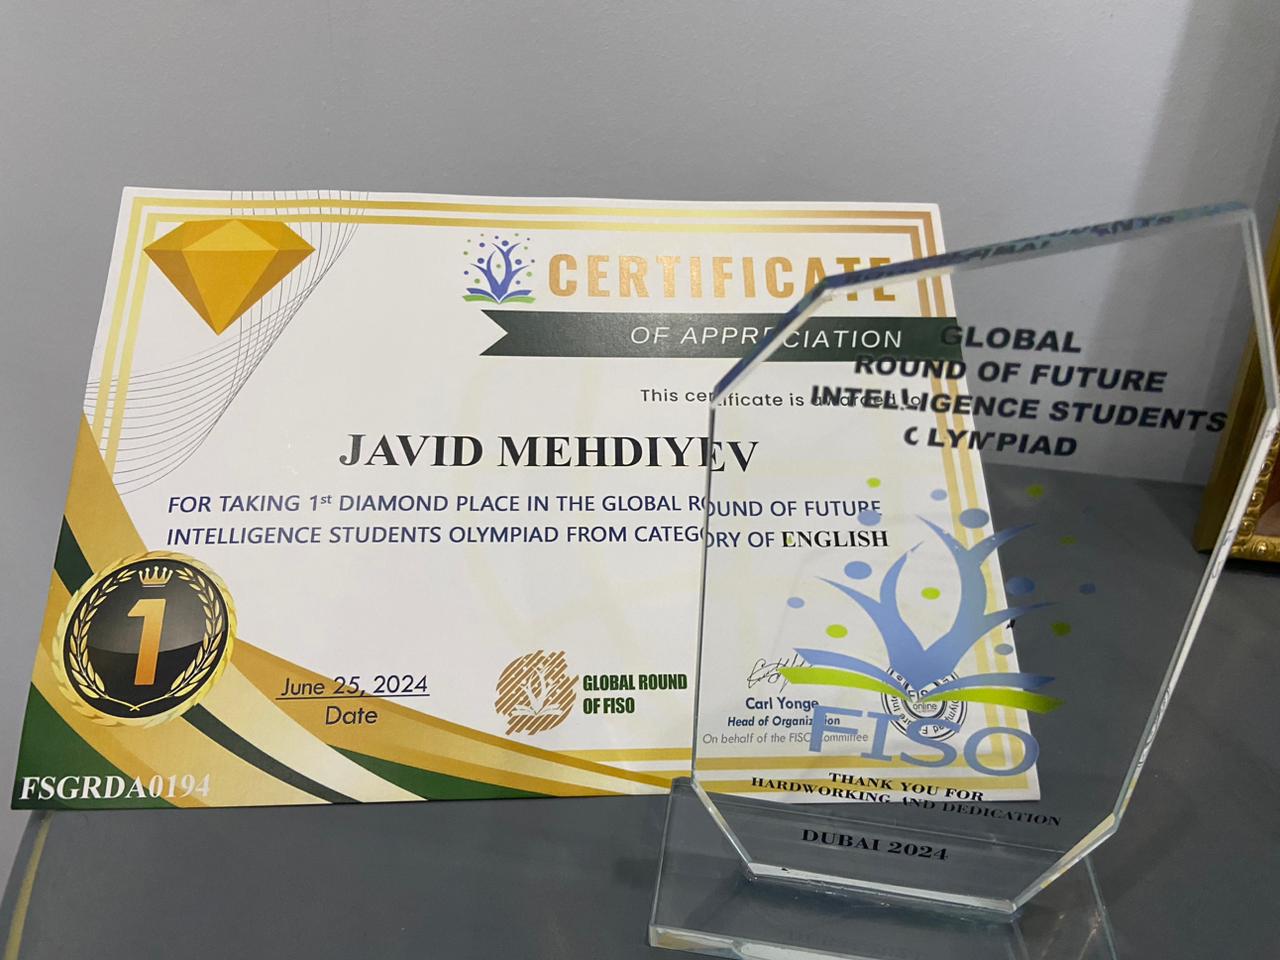 CERTIFICATE
OF APPRECIATION
This certificate is awarded to
JAVID MEHDIYEV
FOR TAKING 1st DIAMOND PLACE IN THE GLOBAL ROUND OF FUTURE
INTELLIGENCE STUDENTS OLYMPIAD FROM CATEGORY OF ENGLISH
1
June 25, 2024
Date
GLOBAL ROUND
OF FISO
Carl Yonge
Head of Organization
On behalf of the FISO Committee
online
FSGRDA0194
GLOBAL
ROUND OF FUTURE
INTELLIGENCE STUDENTS
OLYMPIAD
FISO
THANK YOU FOR
HARDWORKING AND DEDICATION
DUBAI 2024